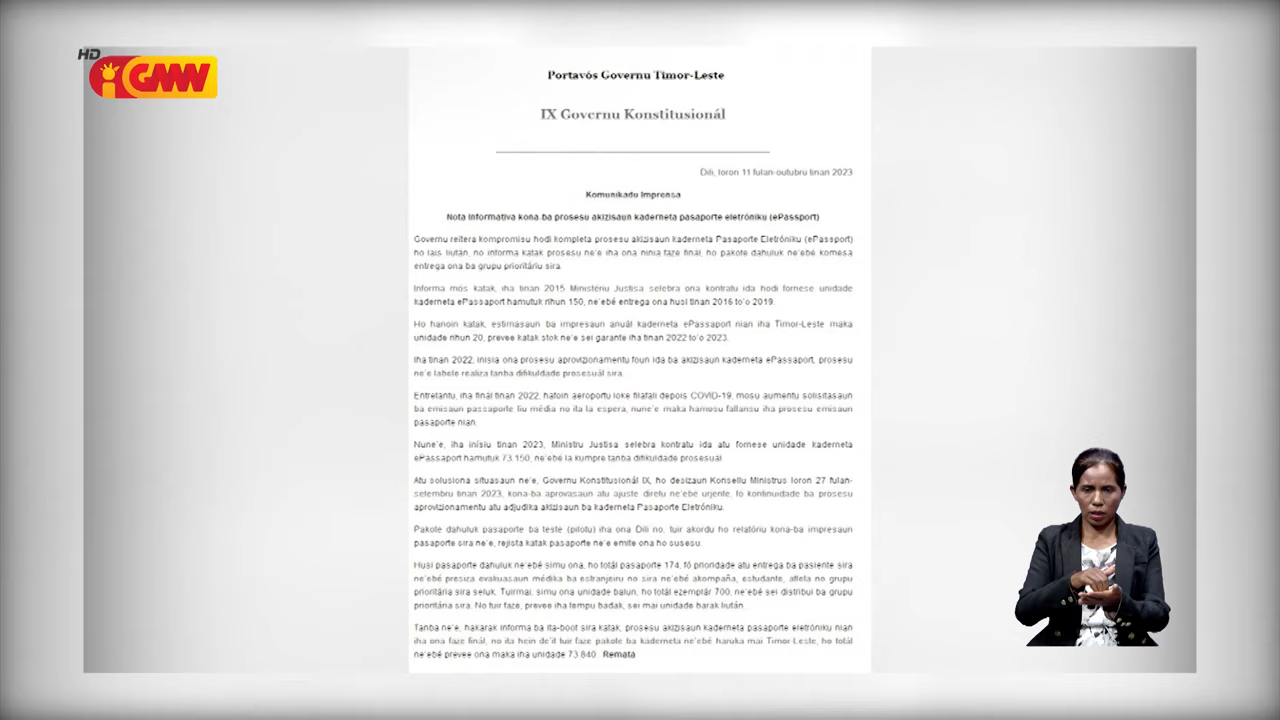 HD
GMN
Portavós Governu Timor-Leste
IX Governu Konstitusionál
Dili, loron 11 fulan-outubru tinan 2023
Komunikadu Imprensa
Nota Informativa kona-ba prosesu akizisaun kaderneta pasaporte eletróniku (ePassport)
Governu reitera kompromisu hodi kompleta prosesu akizisaun kaderneta Pasaporte Eletróniku (ePassport)
ho lais liután, no informa katak prosesu ne'e iha ona ninia faze finál, ho pakote dahuluk ne'ebé komesa
entrega ona ba grupu prioritáriu sira.
Informa mós katak, iha tinan 2015 Ministériu Justisa selebra ona kontratu ida hodi fornese unidade
kaderneta ePassaport hamutuk rihun 150, ne'ebé entrega ona husi tinan 2016 to'o 2019.
Ho hanoin katak, estimasaun ba impresaun anuál kaderneta ePassaport nian iha Timor-Leste maka
unidade rihun 20, prevee katak stok ne'e sei garante iha tinan 2022 to'o 2023.
Iha tinan 2022, inisia ona prosesu aprovizionamentu foun ida ba akizisaun kaderneta ePassaport, prosesu
ne'e labele realiza tanba difikuldade prosesuál sira.
Entretantu, iha finál tinan 2022, hafoin aeroportu loke filafali depois COVID-19, mosu aumentu solisitasaun
ba emisaun passaporte liu média no ita la espera, nune'e maka hamosu fallansu iha prosesu emisaun
pasaporte nian.
Nune'e, iha inísiu tinan 2023, Ministru Justisa selebra kontratu ida atu fornese unidade kaderneta
ePassaport hamutuk 73.150, ne'ebé la kumpre tanba difikuldade prosesuál.
Atu solusiona situasaun ne'e, Governu Konstitusionál IX, ho desizaun Konsellu Ministrus loron 27 fulan-
setembru tinan 2023, kona-ba aprovasaun atu ajuste diretu ne'ebé urjente, fó kontinuidade ba prosesu
aprovizionamentu atu adjudika akizisaun ba kaderneta Pasaporte Eletróniku.
Pakote dahuluk pasaporte ba teste (pilotu) iha ona Dili no, tuir akordu ho relatóriu kona-ba impresaun
pasaporte sira ne'e, rejista katak pasaporte ne'e emite ona ho susesu.
Husi pasaporte dahuluk ne'ebé simu ona, ho totál pasaporte 174, fó prioridade atu entrega ba pasiente sira
ne'ebé presiza evakuasaun médika ba estranjeiru no sira ne'ebé akompaña, estudante, atleta no grupu
prioritária sira seluk. Tuirmai, simu ona unidade balun, ho totál ezemplár 700, ne'ebé sei distribui ba grupu
prioritária sira. No tuir faze, prevee iha tempu badak, sei mai unidade barak liután.
Tanba ne'e, hakarak informa ba ita-boot sira katak, prosesu akizisaun kaderneta pasaporte eletróniku nian
iha ona faze finál, no ita hein de'it tuir faze pakote ba kaderneta ne'ebé haruka mai Timor-Leste, ho totál
ne'ebé prevee ona maka iha unidade 73.840. Remata